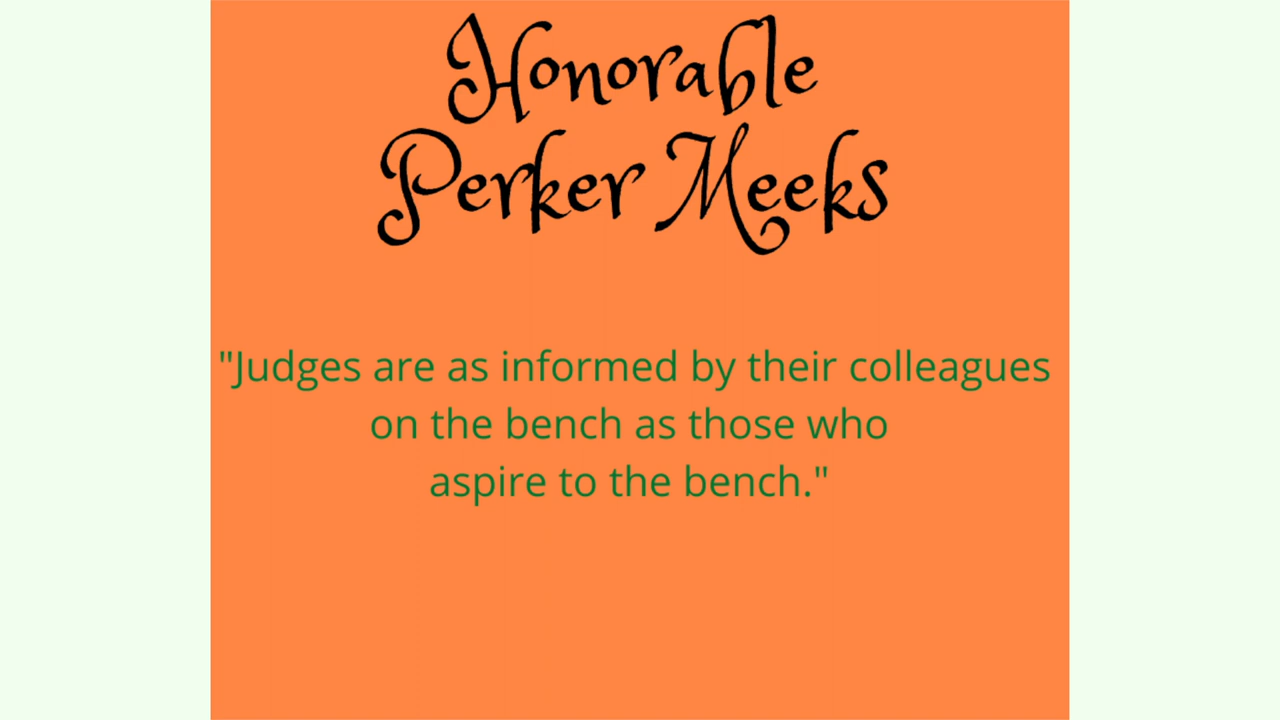 Honorable
Perker Meeks
"Judges are as informed by their colleagues
on the bench as those who
aspire to the bench."